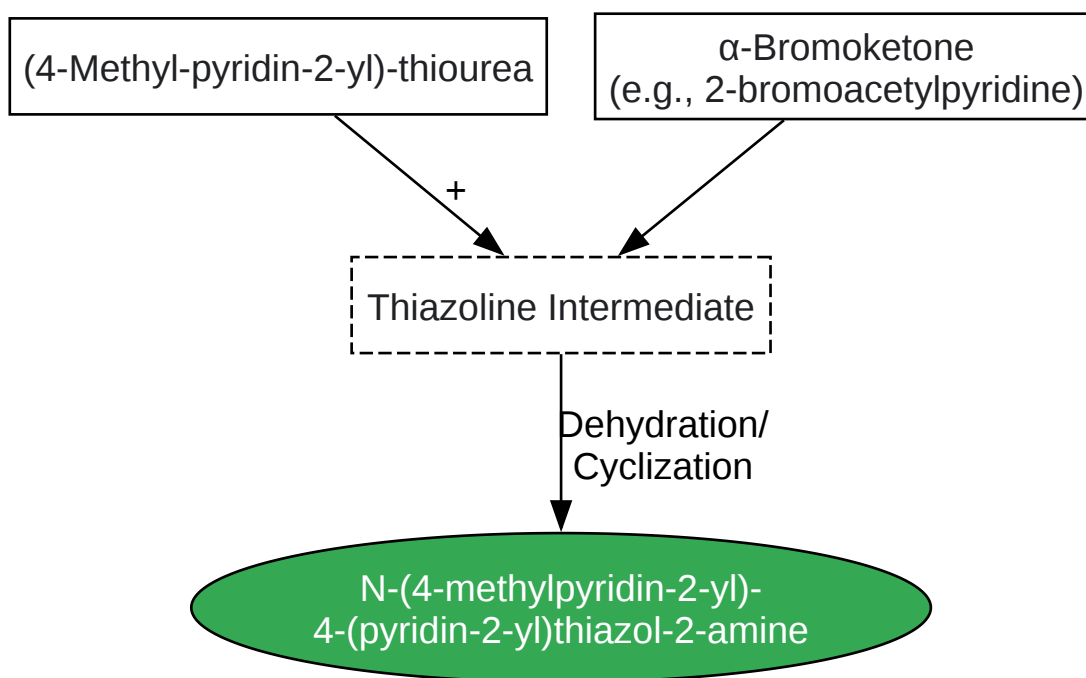 (4-Methyl-pyridin-2-yl)-thiourea
α-Bromoketone
(e.g., 2-bromoacetylpyridine)
+
Thiazoline Intermediate
Dehydration/
Cyclization
N-(4-methylpyridin-2-yl)-
4-(pyridin-2-yl)thiazol-2-amine